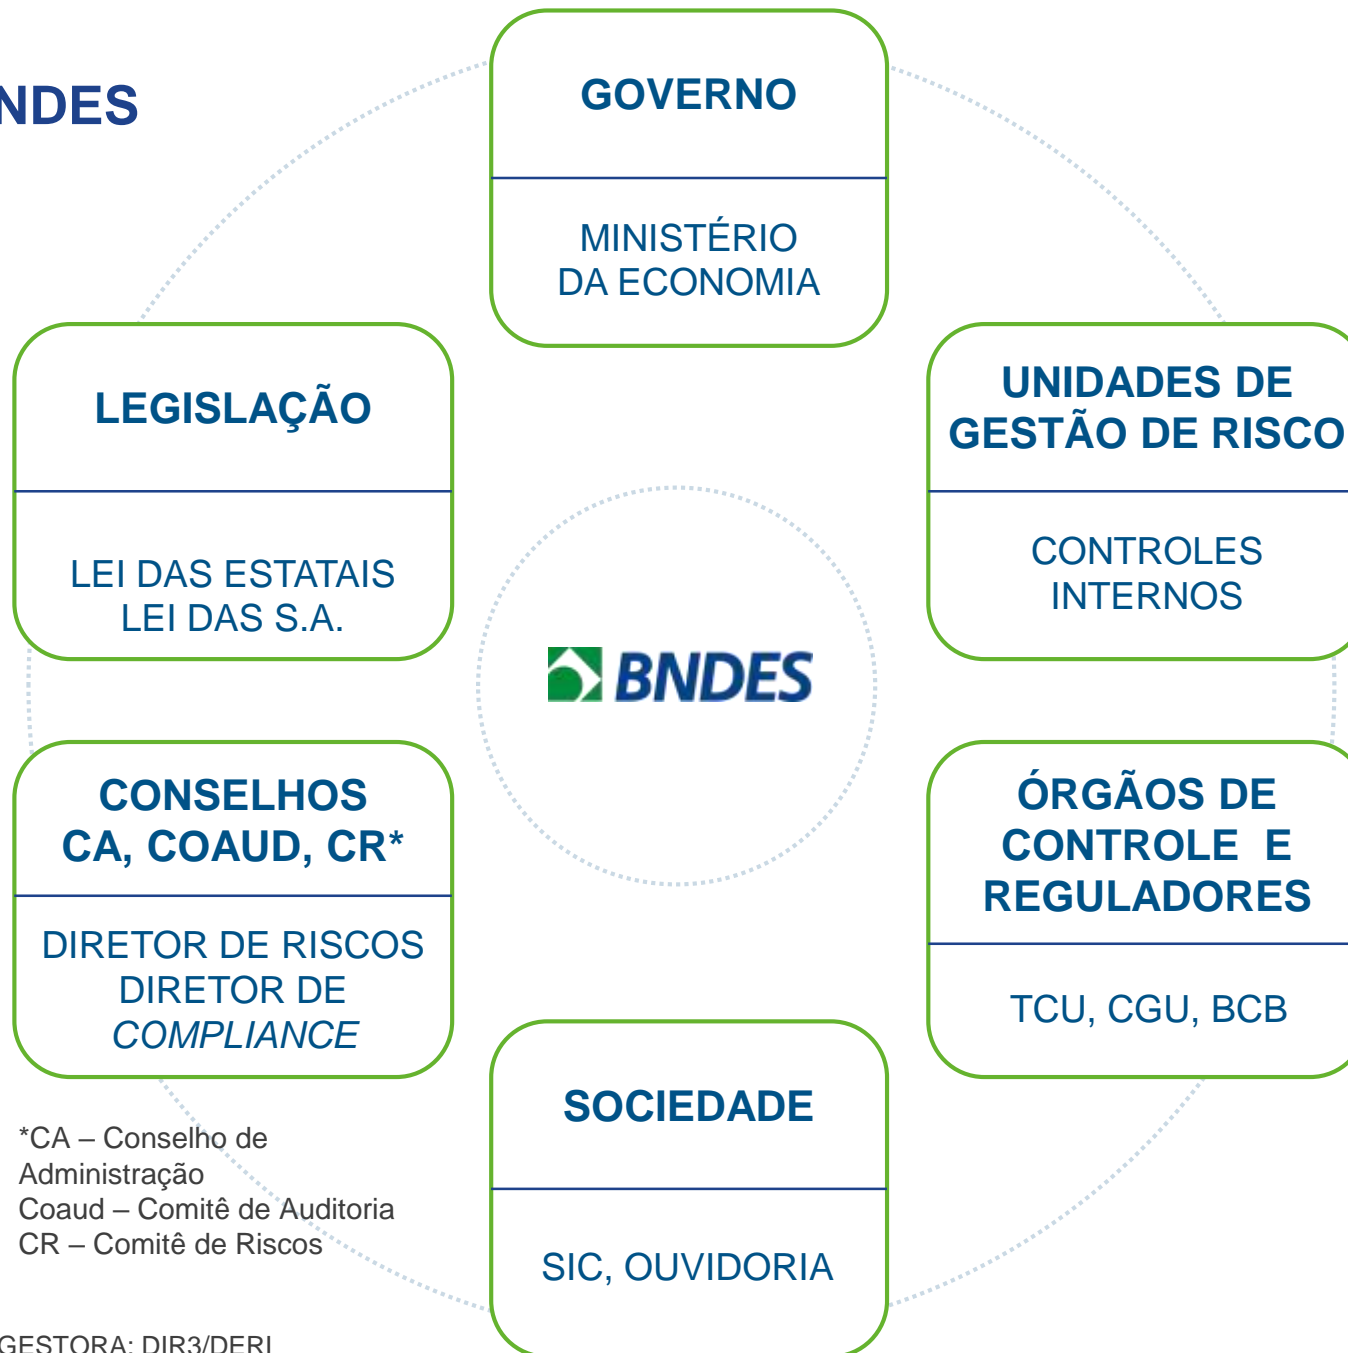 NDES
GOVERNO
MINISTÉRIO
DA ECONOMIA
LEGISLAÇÃO
LEI DAS ESTATAIS
LEI DAS S.A.
UNIDADES DE
GESTÃO DE RISCO
CONTROLES
INTERNOS
BNDES
CONSELHOS
CA, COAUD, CR*
DIRETOR DE RISCOS
DIRETOR DE
COMPLIANCE
ÓRGÃOS DE
CONTROLE E
REGULADORES
TCU, CGU, BCB
SOCIEDADE
SIC, OUVIDORIA
*CA – Conselho de
Administração
Coaud – Comitê de Auditoria
CR – Comitê de Riscos
GESTORA: DIR3/DERI